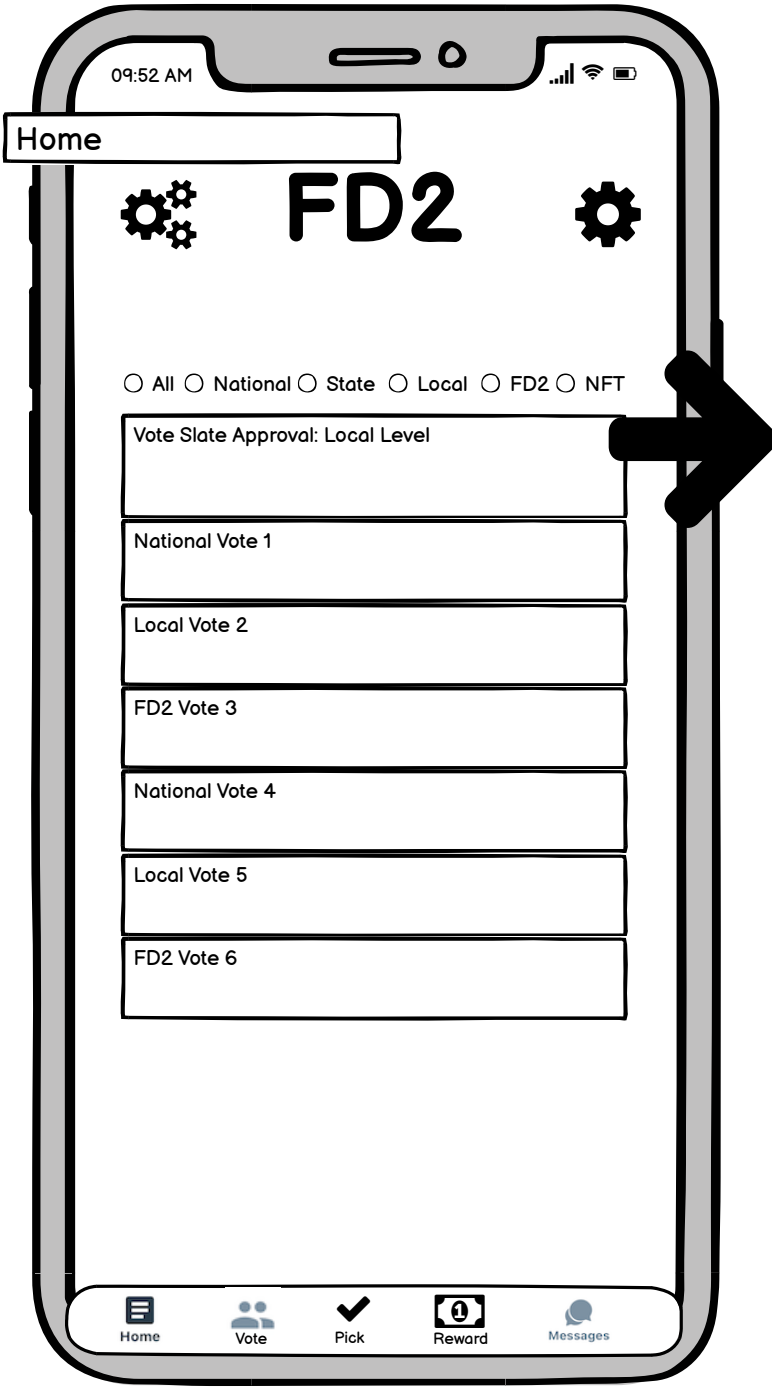 09:52 AM
Home
FD2
All National State Local FD2 NFT
Vote Slate Approval: Local Level
National Vote 1
Local Vote 2
FD2 Vote 3
National Vote 4
Local Vote 5
FD2 Vote 6
1
Home Vote Pick Reward Messages